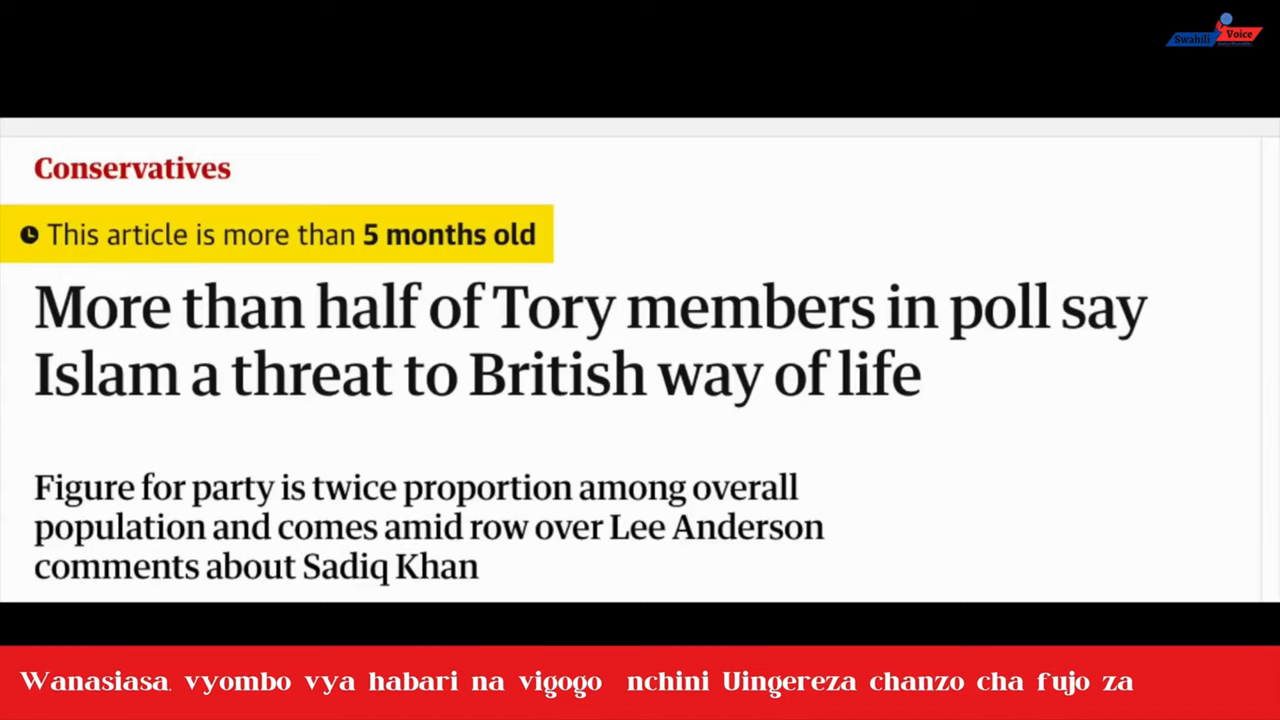 Swahili Voice
Conservatives
This article is more than 5 months old
More than half of Tory members in poll say
Islam a threat to British way of life
Figure for party is twice proportion among overall
population and comes amid row over Lee Anderson
comments about Sadiq Khan
Wanasiasa, vyombo vya habari na vigogo nchini Uingereza chanzo cha fujo za